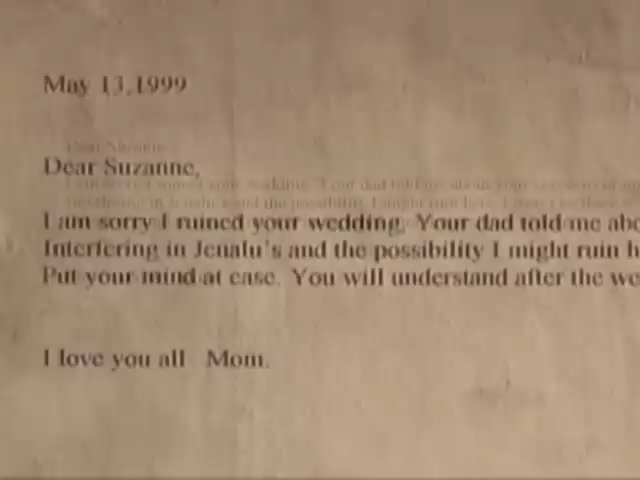 May 13,1999
Dear Suzanne,
I am sorry I ruined your wedding. Your dad told me abo
Interfering in Jenalu's and the possibility I might ruin h
Put your mind at ease. You will understand after the we
I love you all Mom.